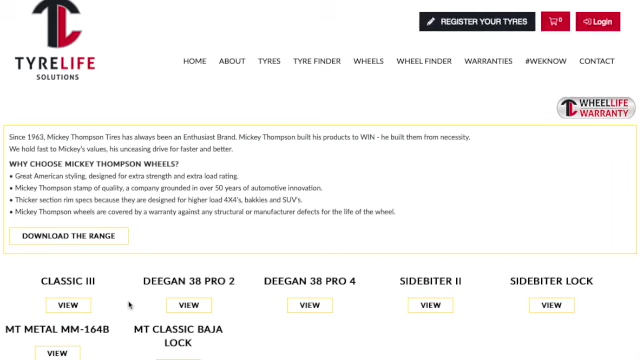 REGISTER YOUR TYRES
0
Login
TYRELIFE
SOLUTIONS
HOME ABOUT TYRES TYRE FINDER WHEELS WHEEL FINDER WARRANTIES #WEKNOW CONTACT
WHEELLIFE
WARRANTY
Since 1963, Mickey Thompson Tires has always been an Enthusiast Brand. Mickey Thompson built his products to WIN - he built them from necessity.
We hold fast to Mickey's values, his unceasing drive for faster and better.
WHY CHOOSE MICKEY THOMPSON WHEELS?
• Great American styling, designed for extra strength and extra load rating.
• Mickey Thompson stamp of quality, a company grounded in over 50 years of automotive innovation.
• Thicker section rim specs because they are designed for higher load 4X4's, bakkies and SUV's.
• Mickey Thompson wheels are covered by a warranty against any structural or manufacturer defects for the life of the wheel.
DOWNLOAD THE RANGE
CLASSIC III DEEGAN 38 PRO 2 DEEGAN 38 PRO 4 SIDEBITER II SIDEBITER LOCK
VIEW VIEW VIEW VIEW VIEW
MT METAL MM-164B MT CLASSIC BAJA
LOCK
VIEW